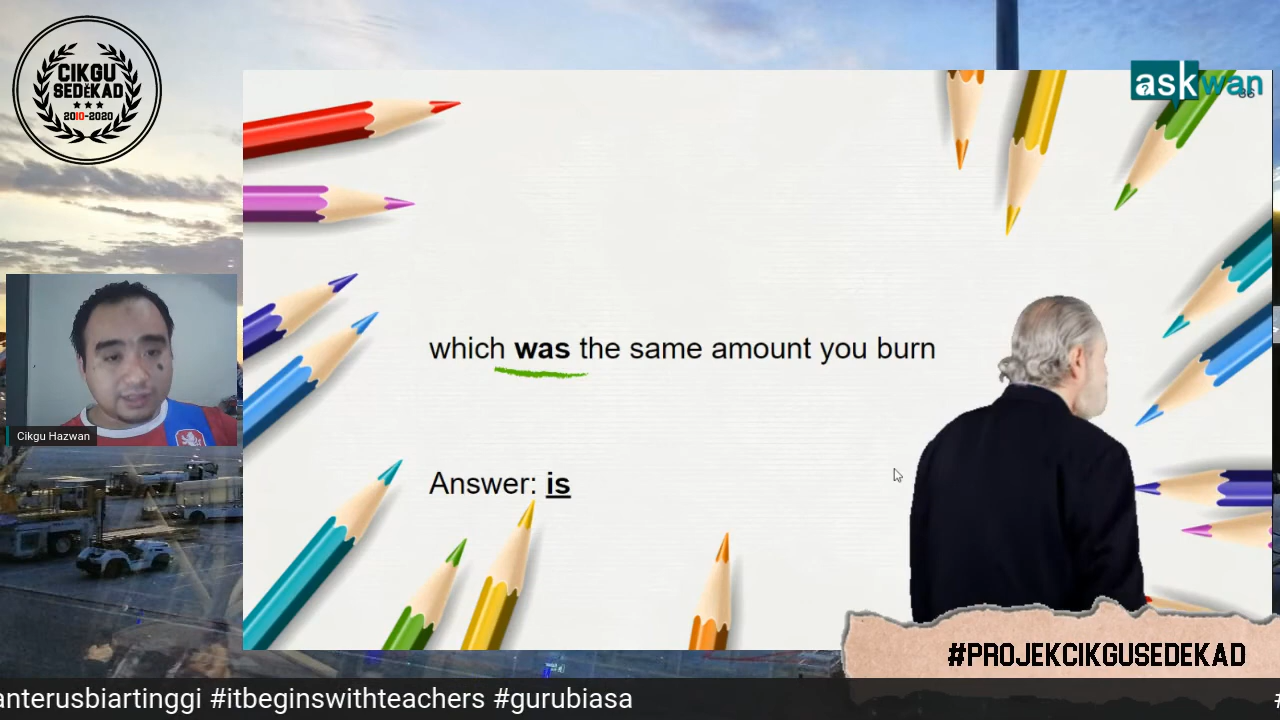 CIKGU
SEDEKAD
2010-2020
askwan
which was the same amount you burn
Answer: is
Cikgu Hazwan
#PROJEKCIKGUSEDEKAD
anterusbiartinggi #itbeginswithteachers #gurubiasa